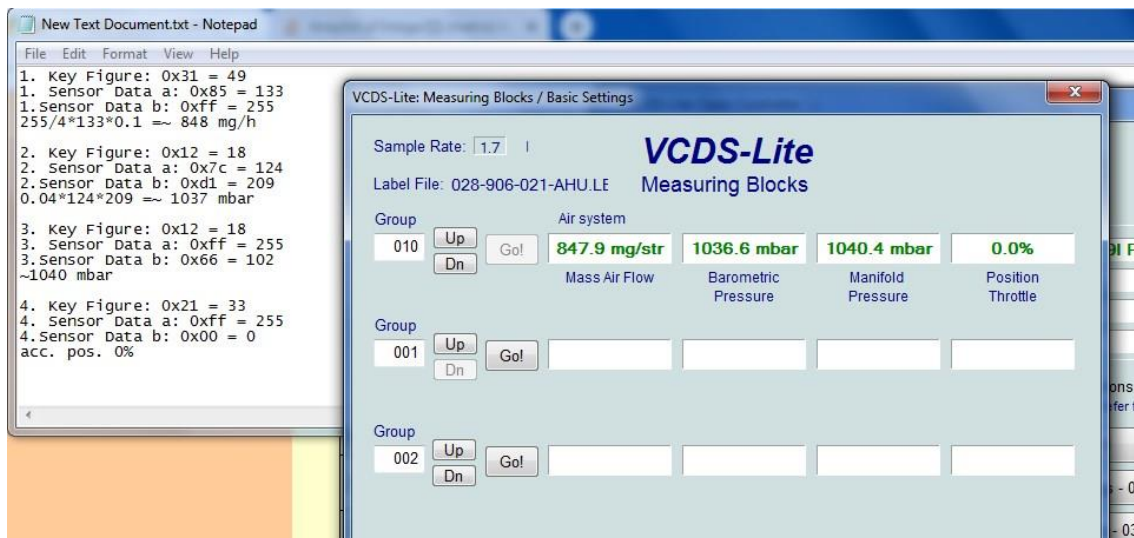 New Text Document.txt - Notepad
File Edit Format View Help
1. Key Figure: 0x31 = 49
1. Sensor Data a: 0x85 = 133
1.Sensor Data b: 0xff = 255
255/4*133*0.1 =~ 848 mg/h
2. Key Figure: 0x12 = 18
2. Sensor Data a: 0x7c = 124
2.Sensor Data b: 0xd1 = 209
0.04*124*209 =~ 1037 mbar
3. Key Figure: 0x12 = 18
3. Sensor Data a: 0xff = 255
3.Sensor Data b: 0x66 = 102
~1040 mbar
4. Key Figure: 0x21 = 33
4. Sensor Data a: 0xff = 255
4.Sensor Data b: 0x00 = 0
acc. pos. 0%
VCDS-Lite: Measuring Blocks / Basic Settings
Sample Rate: 1.7
VCDS-Lite
Label File: 028-906-021-AHU.LE
Measuring Blocks
Group
Air system
010 Up Dn Go! 847.9 mg/str 1036.6 mbar 1040.4 mbar 0.0%
Mass Air Flow Barometric Pressure Manifold Pressure Position Throttle
Group
001 Up Dn Go!
Group
002 Up Dn Go!